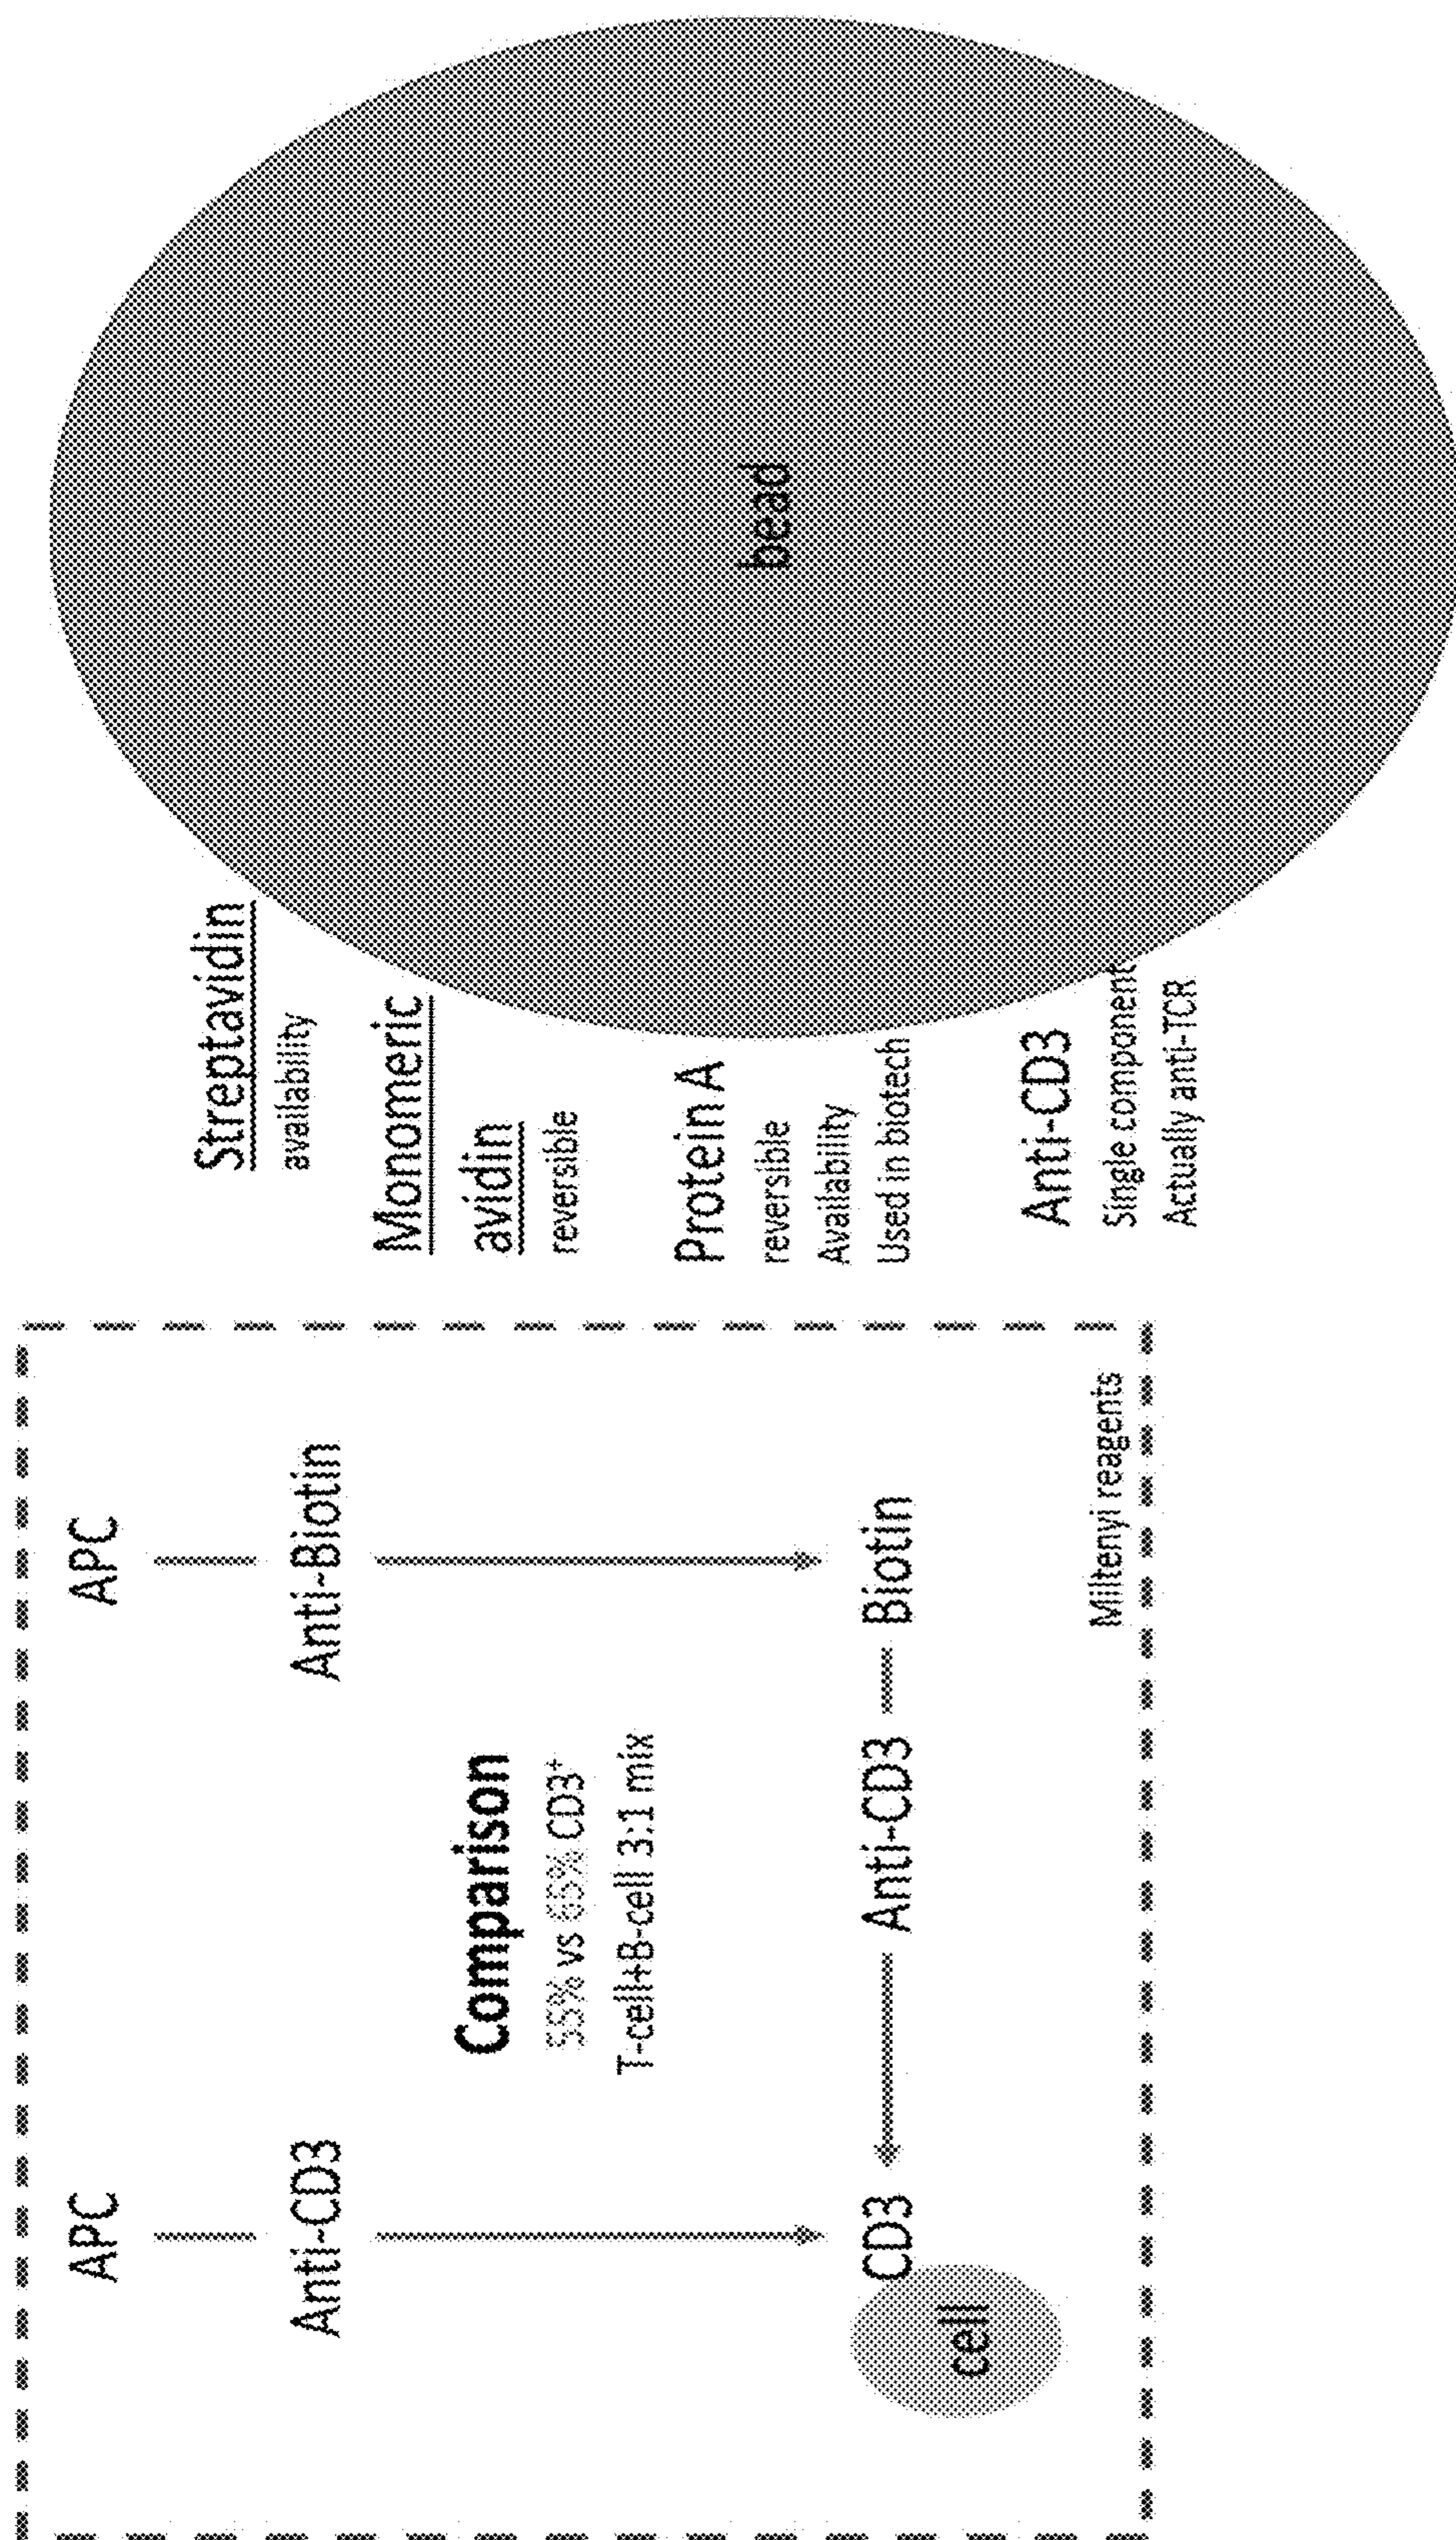 APC
APC
Anti-CD3
Anti-Biotin
Comparison
55% vs 65% CD3⁺
T-cell+B-cell 3:1 mix
CD3
Anti-CD3
Biotin
cell
Miltenyi reagents
Streptavidin
availability
Monomeric
avidin
reversible
Protein A
reversible
Availability
Used in biotech
Anti-CD3
Single component
Actually anti-TCR
bead